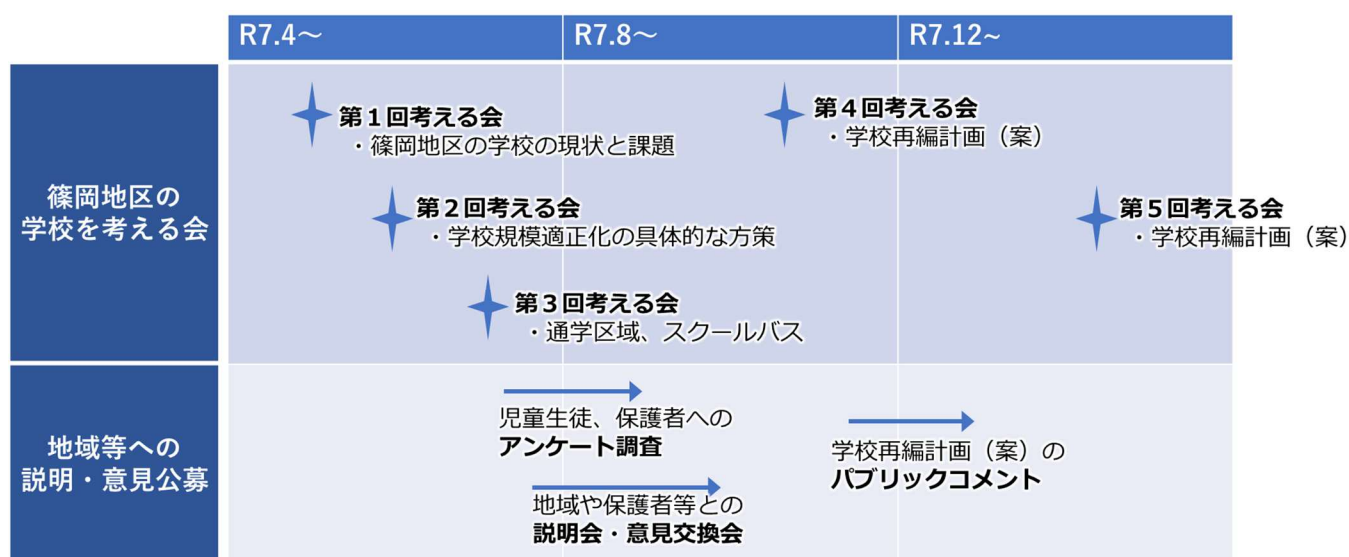 R7.4～
R7.8～
R7.12~
篠岡地区の
学校を考える会
第１回考える会
・篠岡地区の学校の現状と課題
第２回考える会
・学校規模適正化の具体的な方策
第３回考える会
・通学区域、スクールバス
第４回考える会
・学校再編計画（案）
第５回考える会
・学校再編計画（案）
地域等への
説明・意見公募
児童生徒、保護者への
アンケート調査
地域や保護者等との
説明会・意見交換会
学校再編計画（案）の
パブリックコメント